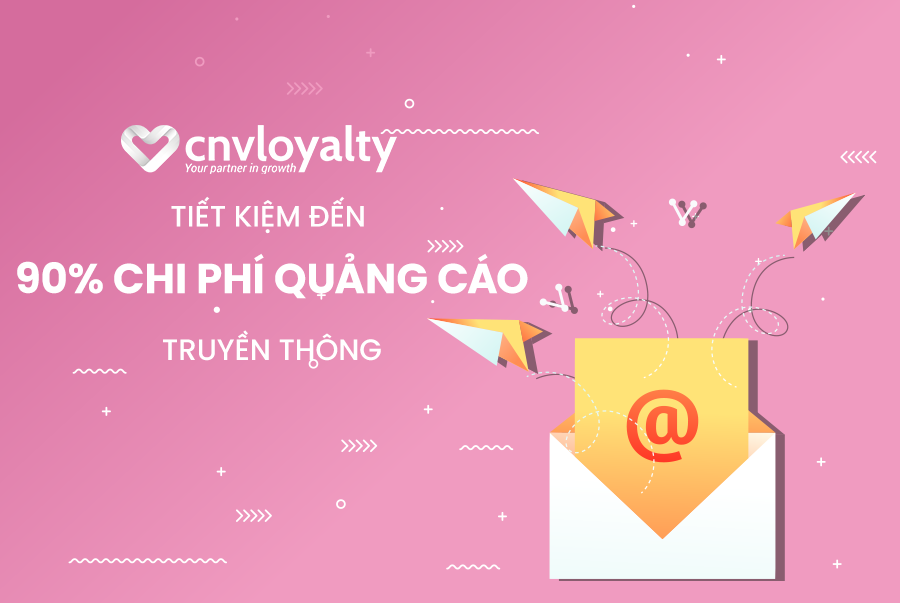 cnvloyalty
Your partner in growth
TIẾT KIỆM ĐẾN
90% CHI PHÍ QUẢNG CÁO
TRUYỀN THÔNG
@